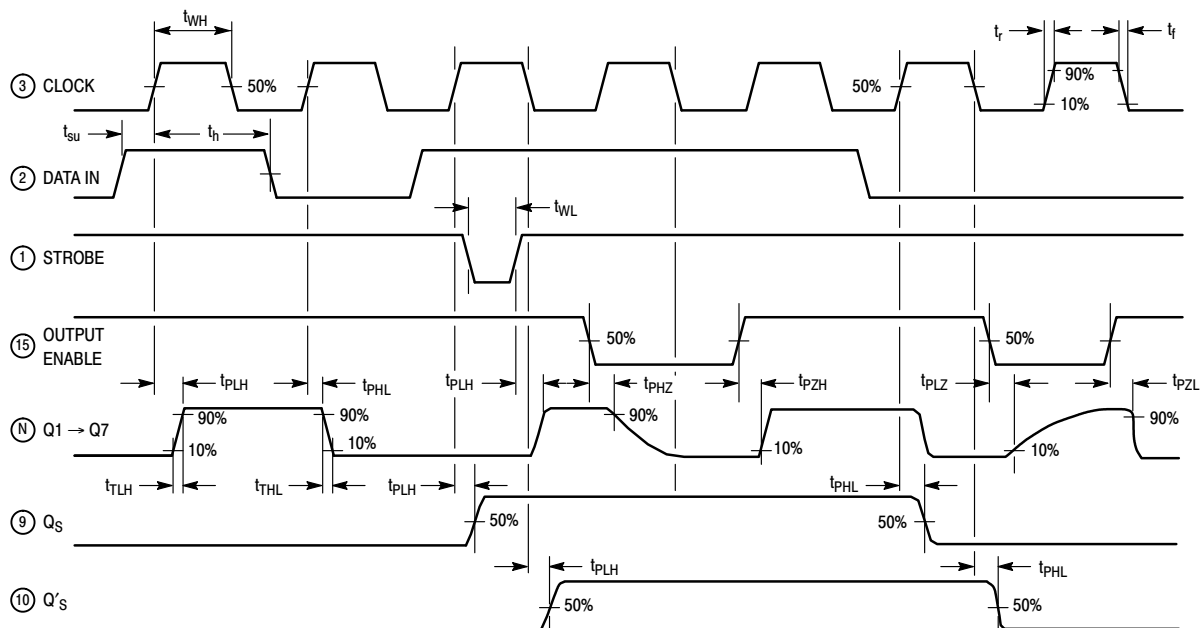 tWH
tr
tf
3 CLOCK
50%
50%
90%
10%
tsu
th
2 DATA IN
tWL
1 STROBE
15 OUTPUT
ENABLE
50%
50%
tPLH
tPHL
tPLH
tPHZ
tPZH
tPLZ
tPZL
N Q1 → Q7
90%
10%
90%
10%
90%
10%
10%
90%
tTLH
tTHL
tPLH
tPHL
9 QS
50%
50%
tPLH
tPHL
10 Q′S
50%
50%